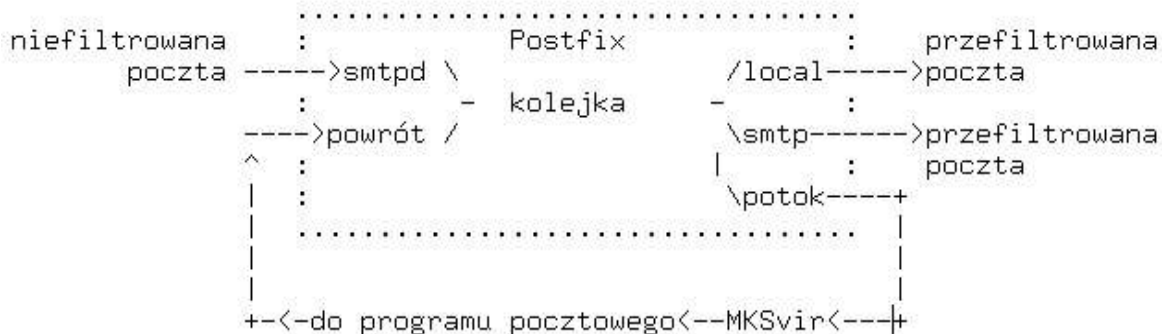 ..................................
niefiltrowana    :            Postfix            :    przefiltrowana
poczta ----->smtpd \                /local----->poczta
:          -  kolejka      -       :
---->powrót /                \smtp------>przefiltrowana
^  :                         |       :    poczta
|  :                         \potok----+
|  ..................................  |
|                                      |
|                                      |
+-<-do programu pocztowego<--MKSvir<---+